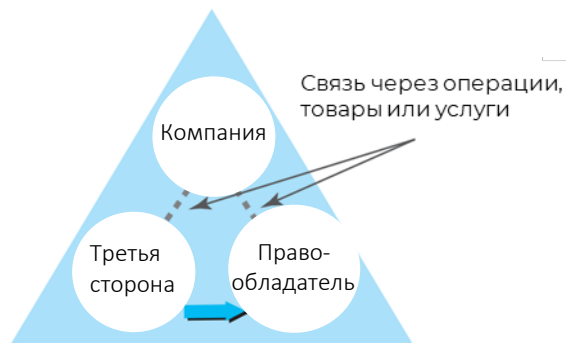 Связь через операции,
товары или услуги
Компания
Третья
сторона
Право-
обладатель